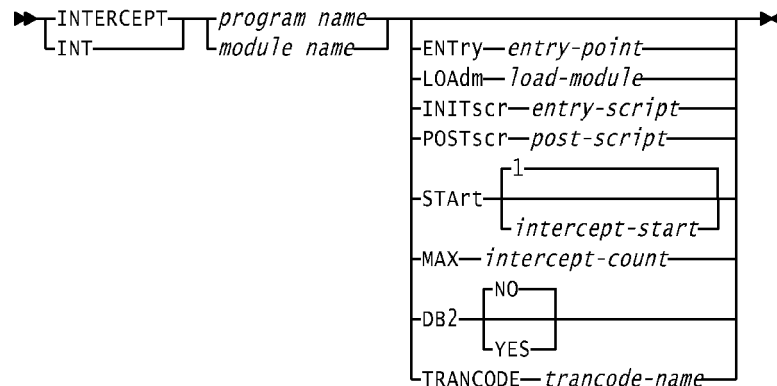 INTERCEPT program name
INT module name
ENTry entry-point
LOAdm load-module
INITscr entry-script
POSTscr post-script
1
STArt
intercept-start
MAX intercept-count
NO
DB2
YES
TRANCODE trancode-name